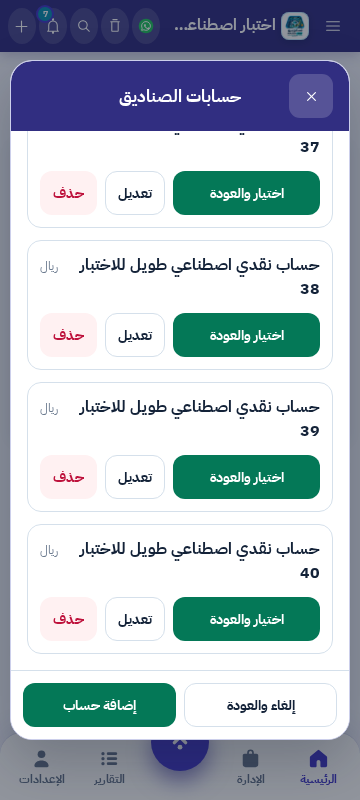 اختبار اصطناعـ...
7
حسابات الصناديق
37
اختيار والعودة
تعديل
حذف
حساب نقدي اصطناعي طويل للاختبار
38
ريال
اختيار والعودة
تعديل
حذف
حساب نقدي اصطناعي طويل للاختبار
39
ريال
اختيار والعودة
تعديل
حذف
حساب نقدي اصطناعي طويل للاختبار
40
ريال
اختيار والعودة
تعديل
حذف
إلغاء والعودة
إضافة حساب
الرئيسية
الإدارة
التقارير
الإعدادات